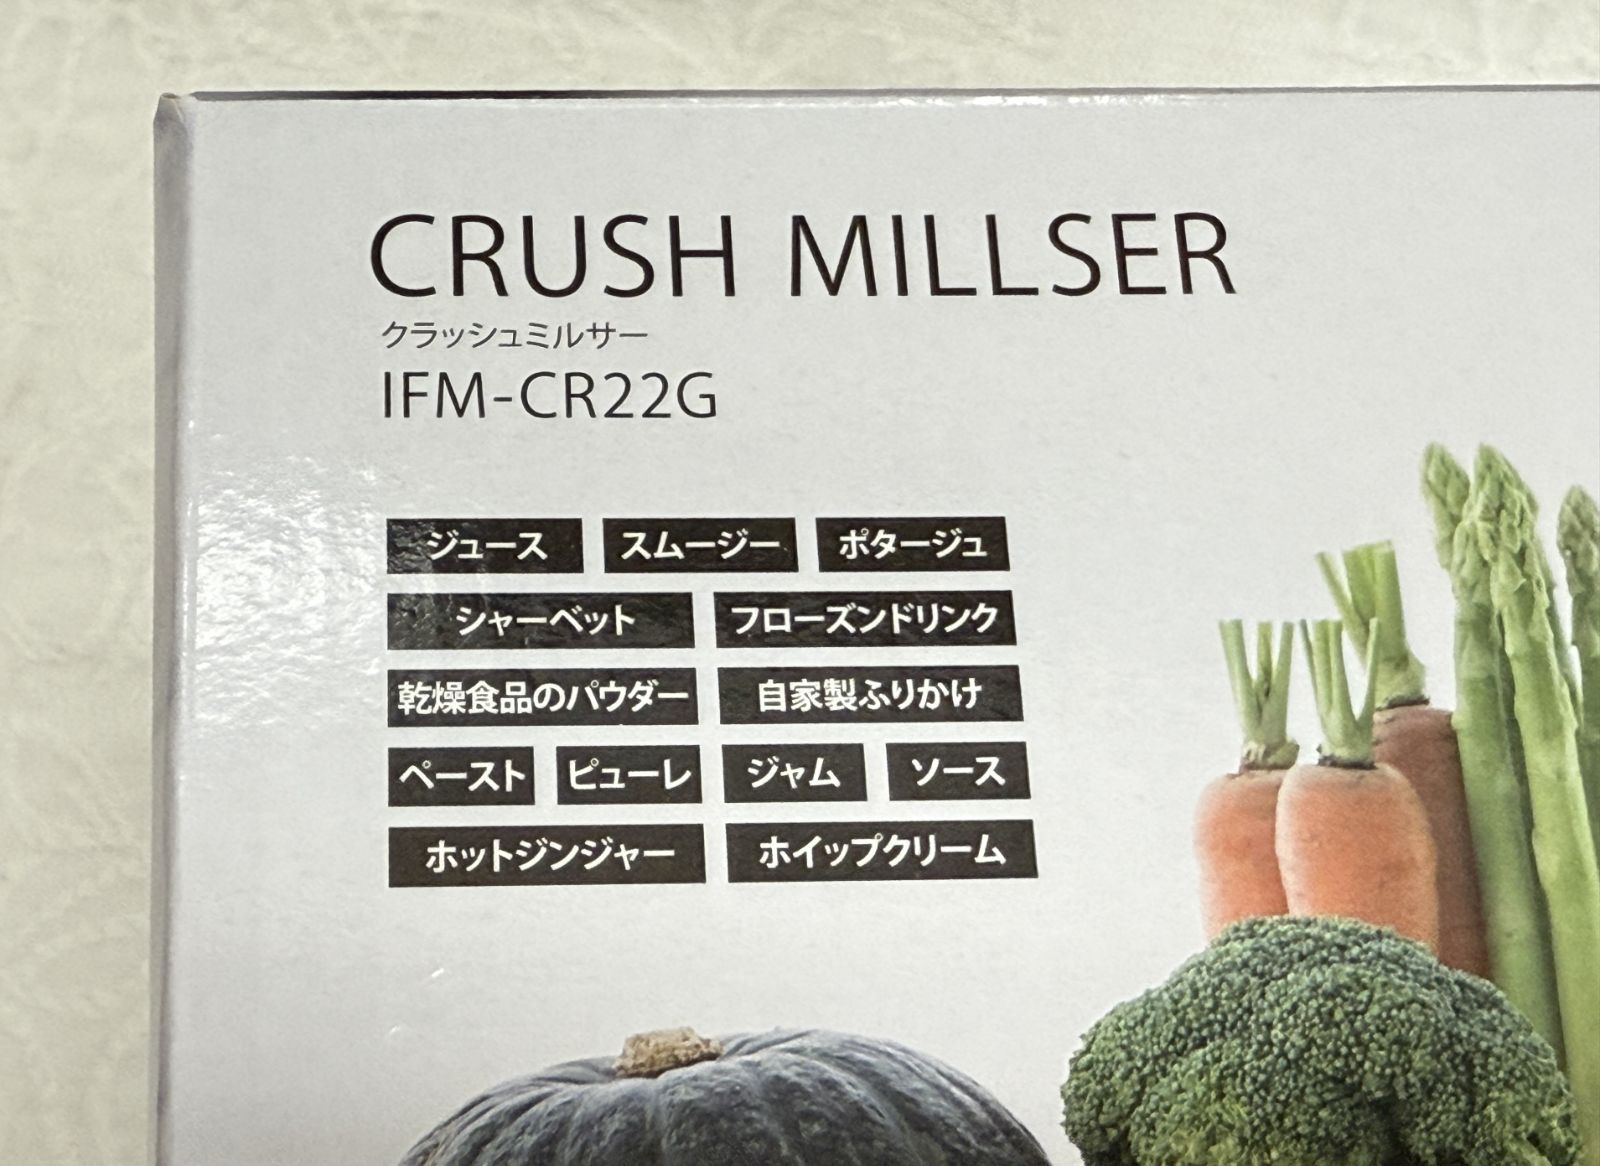 CRUSH MILLSER
クラッシュミルサー
IFM-CR22G
ジュース スムージー ポタージュ
シャーベット フローズンドリンク
乾燥食品のパウダー 自家製ふりかけ
ペースト ピューレ ジャム ソース
ホットジンジャー ホイップクリーム